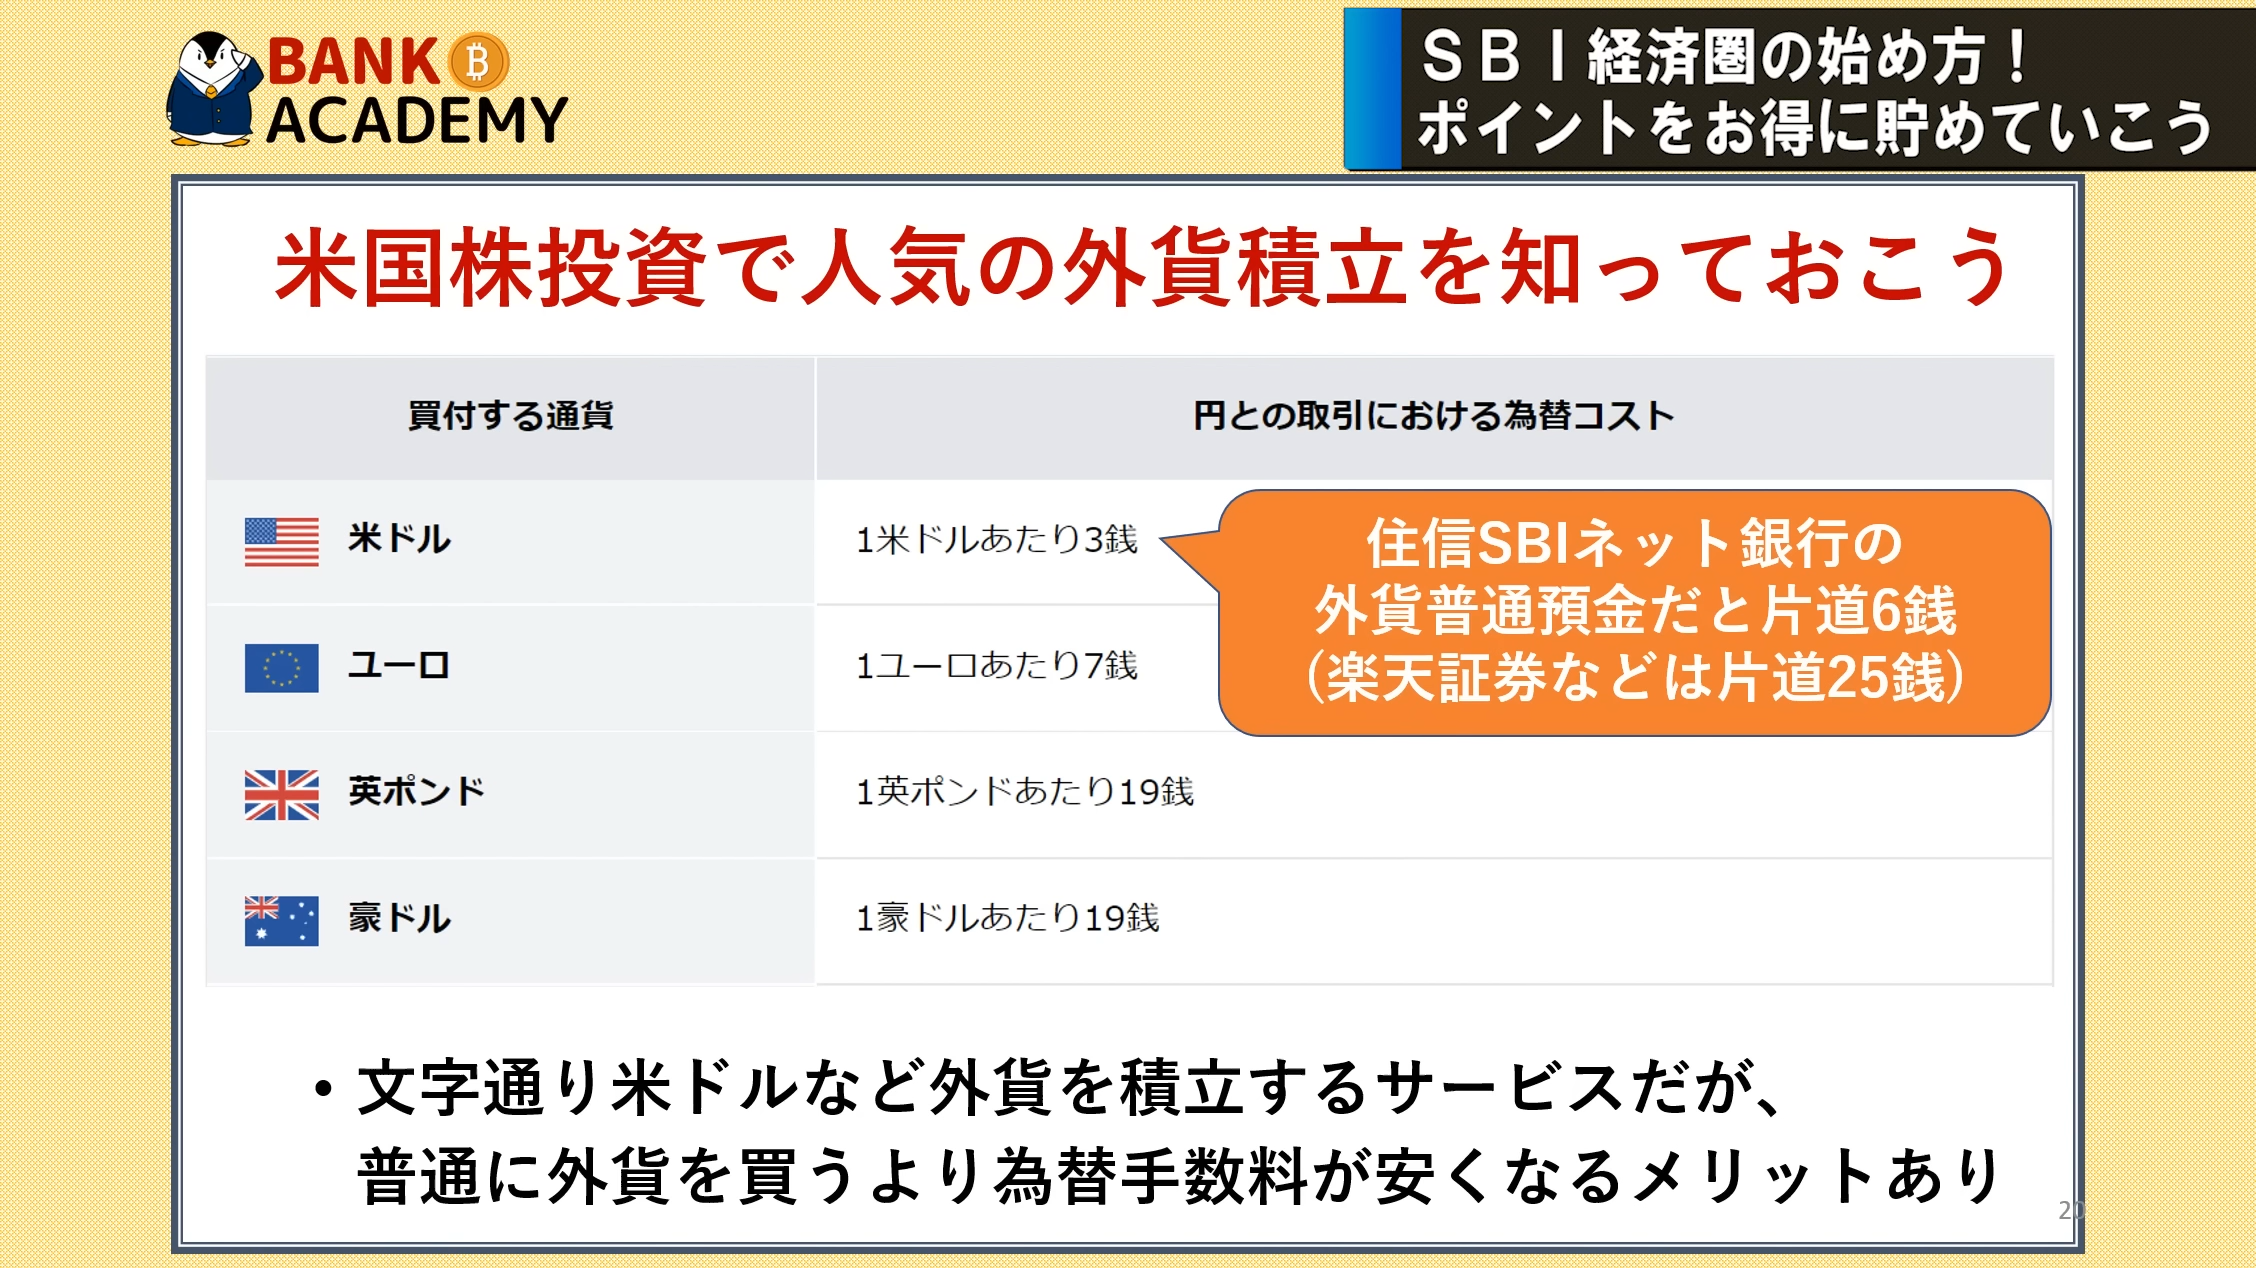 BANK
ACADEMY
SBI経済圏の始め方！
ポイントをお得に貯めていこう
米国株投資で人気の外貨積立を知っておこう
買付する通貨
円との取引における為替コスト
米ドル
1米ドルあたり3銭
住信SBIネット銀行の
外貨普通預金だと片道6銭
(楽天証券などは片道25銭)
ユーロ
1ユーロあたり7銭
英ポンド
1英ポンドあたり19銭
豪ドル
1豪ドルあたり19銭
・文字通り米ドルなど外貨を積立するサービスだが、
普通に外貨を買うより為替手数料が安くなるメリットあり
20